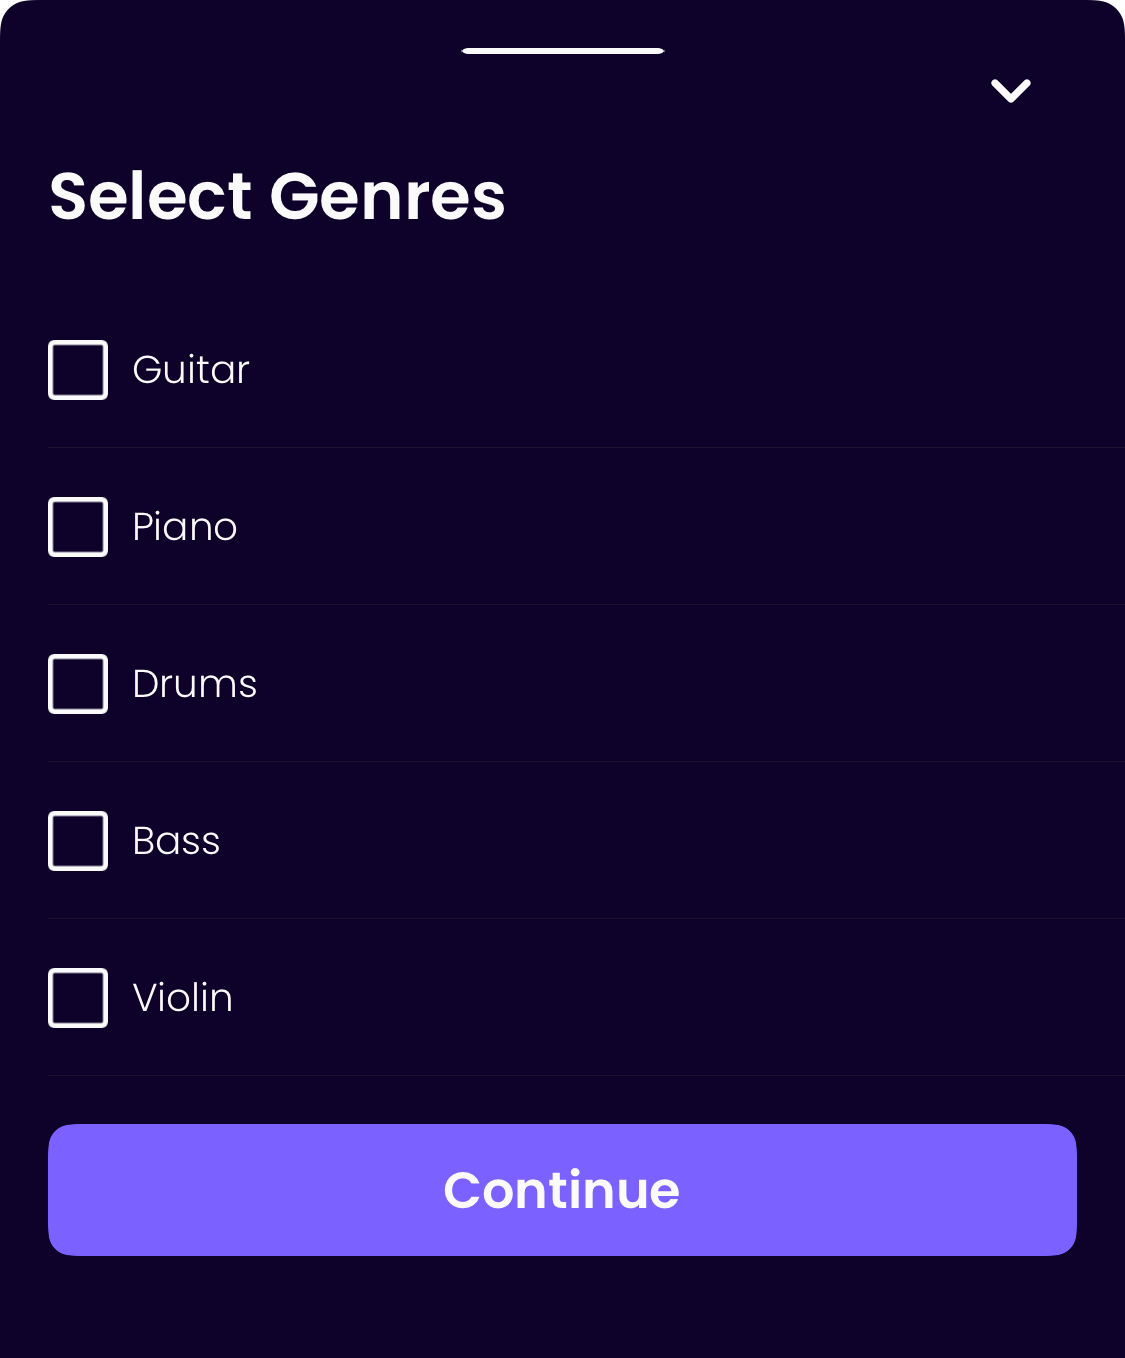 Select Genres
Guitar
Piano
Drums
Bass
Violin
Continue